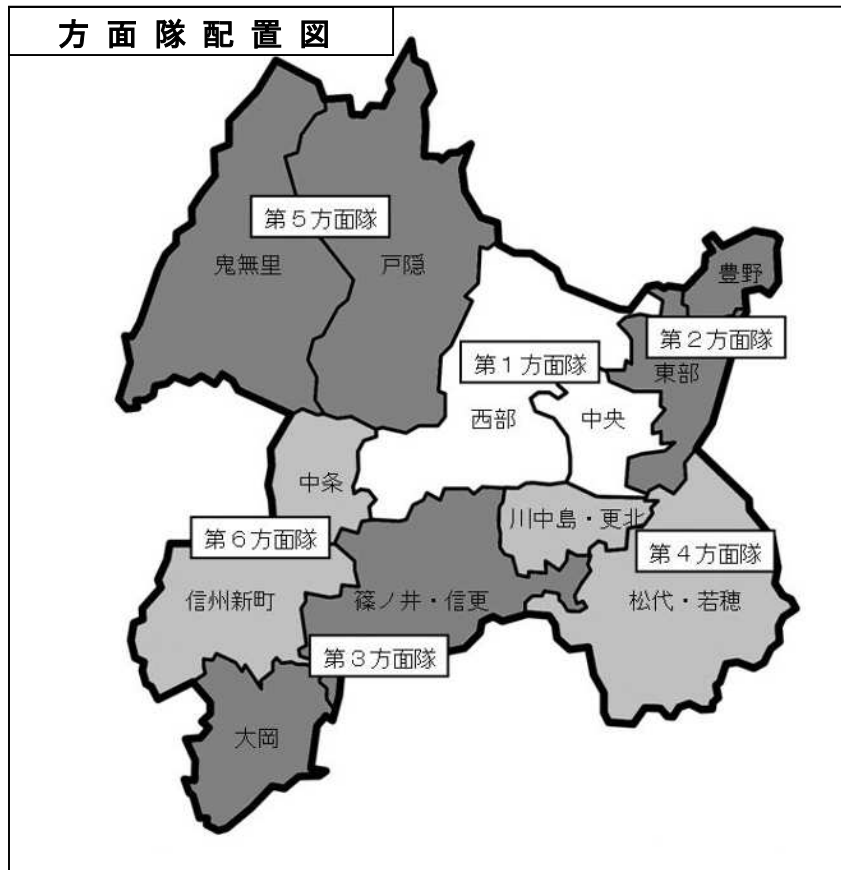 方面隊配置図
第５方面隊
鬼無里
戸隠
豊野
第２方面隊
東部
第１方面隊
西部
中央
中条
川中島・更北
第６方面隊
第４方面隊
信州新町
篠ノ井・信更
松代・若穂
第３方面隊
大岡